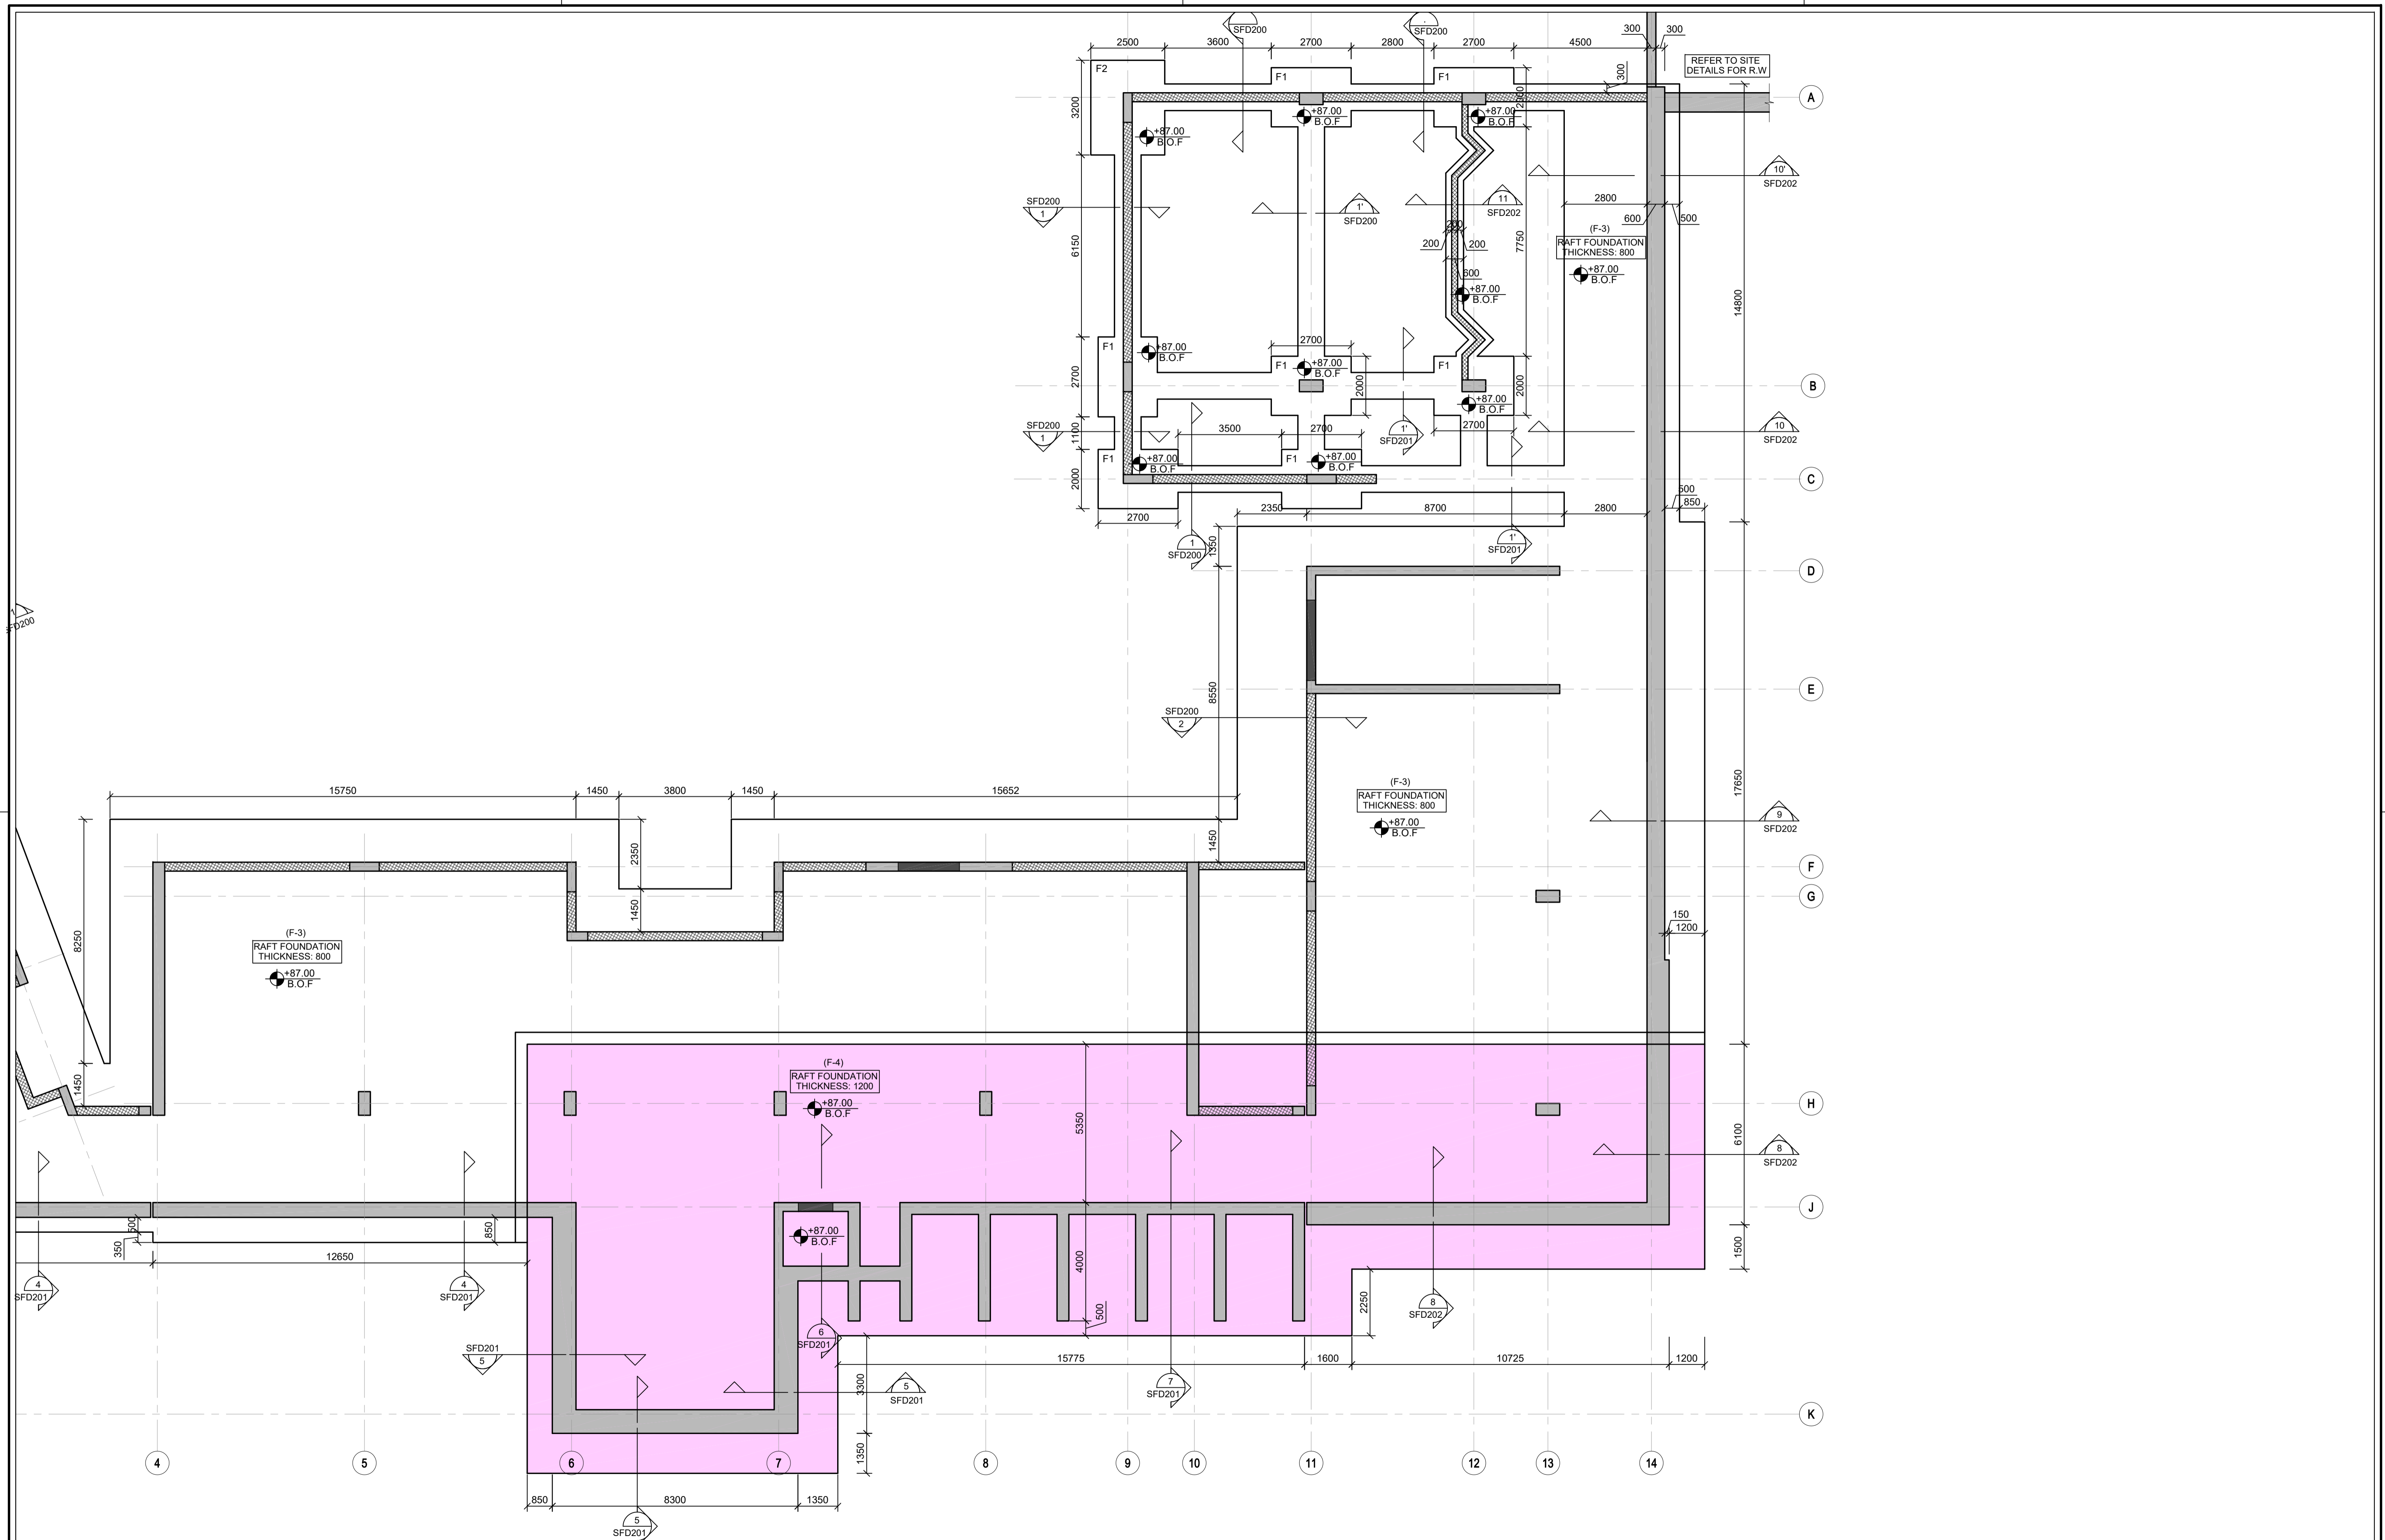 SFD200
.
SFD200
2500
3600
2700
2800
2700
4500
300
300
REFER TO SITE
DETAILS FOR R.W
F2
F1
F1
300
2300
3200
A
+87.00
B.O.F
+87.00
B.O.F
+87.00
B.O.F
10'
SFD202
SFD200
1
1'
SFD200
11
SFD202
2800
600
500
200
200
200
(F-3)
RAFT FOUNDATION
THICKNESS: 800
+87.00
B.O.F
6150
7750
600
+87.00
B.O.F
14800
F1
+87.00
B.O.F
2700
F1
+87.00
B.O.F
F1
2700
2000
2000
B
+87.00
B.O.F
SFD200
1
1100
3500
2700
1'
SFD201
2700
10
SFD202
F1
+87.00
B.O.F
F1
+87.00
B.O.F
2000
C
500
850
2700
2350
8700
2800
1
SFD200
1350
1'
SFD201
D
1
SFD200
E
8550
SFD200
2
(F-3)
RAFT FOUNDATION
THICKNESS: 800
+87.00
B.O.F
17650
9
SFD202
15750
1450
3800
1450
15652
2350
1450
F
G
1450
150
1200
8250
(F-3)
RAFT FOUNDATION
THICKNESS: 800
+87.00
B.O.F
1450
(F-4)
RAFT FOUNDATION
THICKNESS: 1200
+87.00
B.O.F
5350
H
6100
8
SFD202
J
500
350
850
12650
+87.00
B.O.F
4000
1500
4
SFD201
4
SFD201
500
2250
8
SFD202
6
SFD201
SFD201
5
15775
1600
10725
1200
3300
5
SFD201
7
SFD201
K
1350
4
5
6
7
8
9
10
11
12
13
14
850
8300
1350
5
SFD201